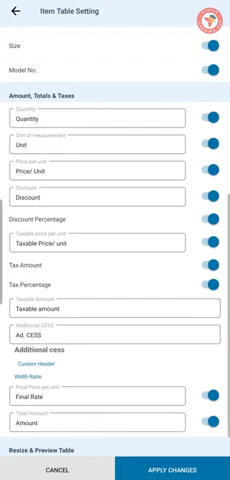 Item Table Setting
Size
Model No.
Amount, Totals & Taxes
Quantity
Quantity
Unit of measurement
Unit
Price per unit
Price/ Unit
Discount
Discount
Discount Percentage
Taxable price per unit
Taxable Price/ unit
Tax Amount
Tax Percentage
Taxable Amount
Taxable amount
Additional CESS
Ad. CESS
Additional cess
Custom Header
Width Ratio
Final Price per unit
Final Rate
Total Amount
Amount
Resize & Preview Table
CANCEL
APPLY CHANGES